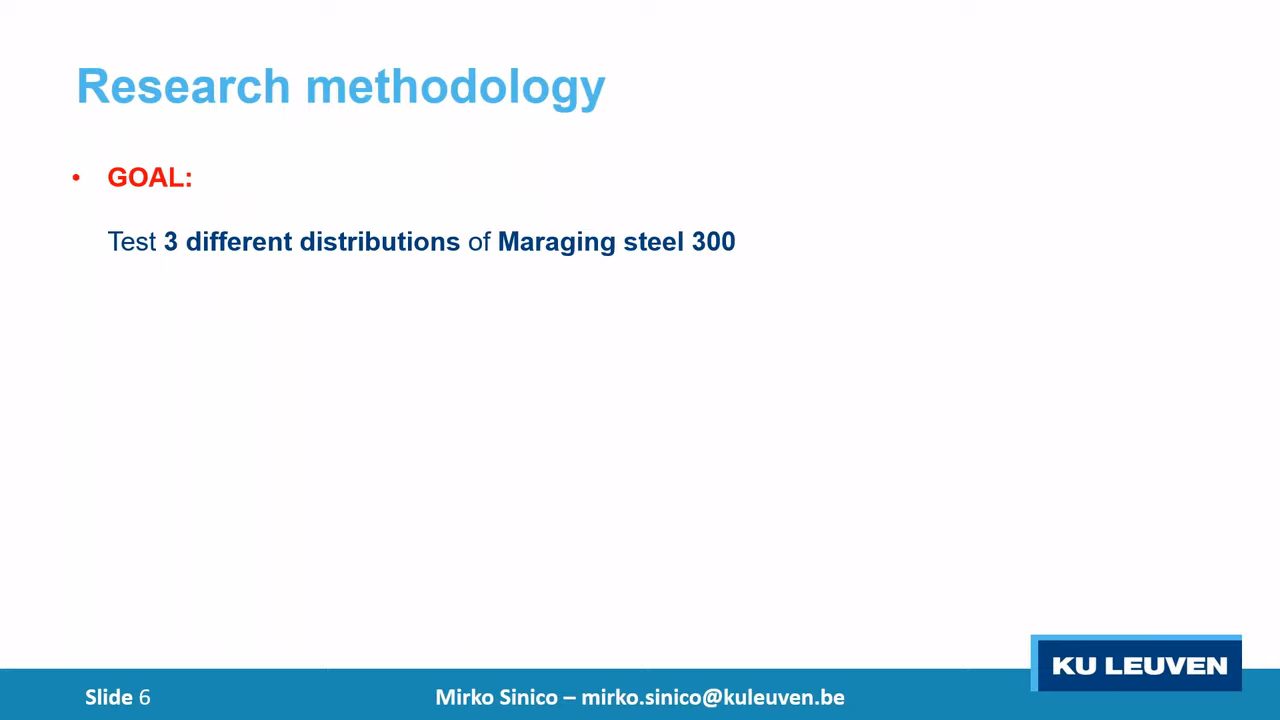 Research methodology
• GOAL:
Test 3 different distributions of Maraging steel 300
KU LEUVEN
Slide 6
Mirko Sinico – mirko.sinico@kuleuven.be